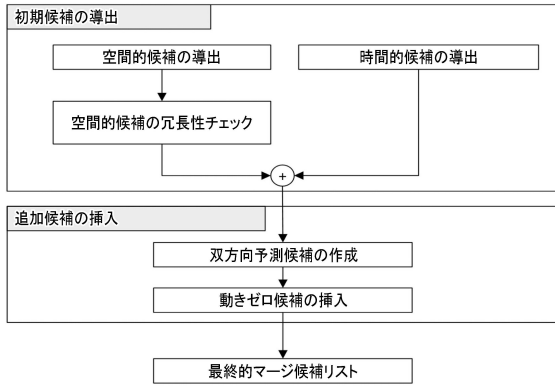 初期候補の導出
空間的候補の導出
時間的候補の導出
空間的候補の冗長性チェック
+
追加候補の挿入
双方向予測候補の作成
動きゼロ候補の挿入
最終的マージ候補リスト